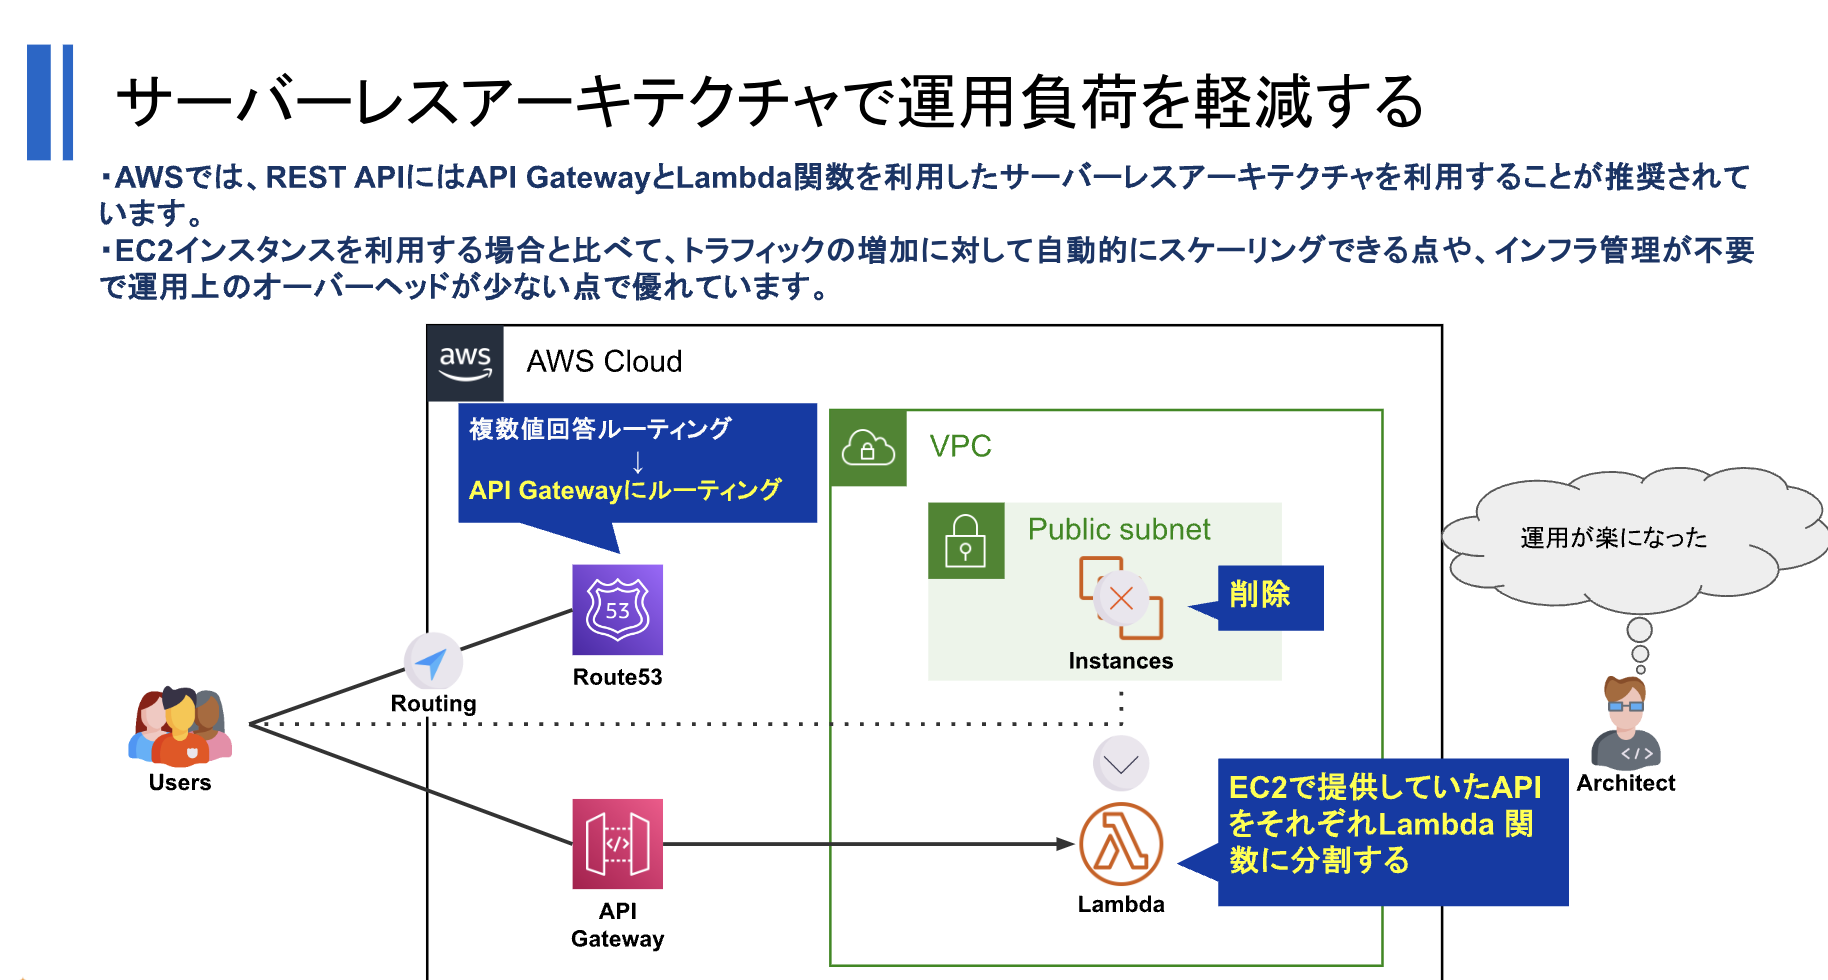 サーバーレスアーキテクチャで運用負荷を軽減する
・AWSでは、REST APIにはAPI GatewayとLambda関数を利用したサーバーレスアーキテクチャを利用することが推奨されて
います。
・EC2インスタンスを利用する場合と比べて、トラフィックの増加に対して自動的にスケーリングできる点や、インフラ管理が不要
で運用上のオーバーヘッドが少ない点で優れています。
aws
AWS Cloud
複数値回答ルーティング
↓
API Gatewayにルーティング
VPC
Public subnet
運用が楽になった
削除
53
Instances
Route53
Routing
Users
EC2で提供していたAPI
をそれぞれLambda 関
数に分割する
</>
Architect
</>
Lambda
API
Gateway